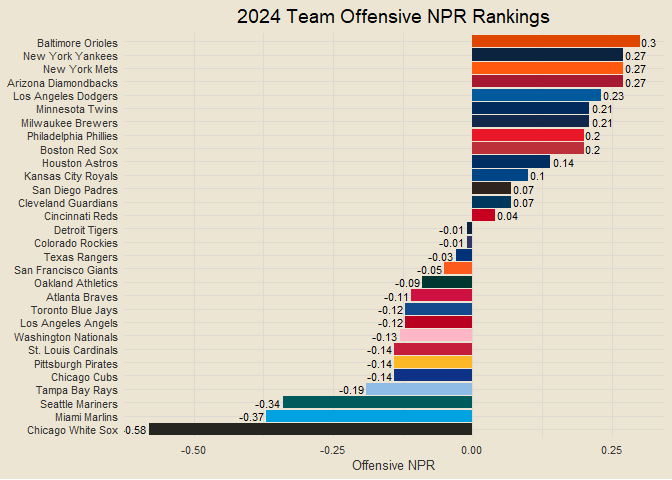 2024 Team Offensive NPR Rankings
Baltimore Orioles 0.3
New York Yankees 0.27
New York Mets 0.27
Arizona Diamondbacks 0.27
Los Angeles Dodgers 0.23
Minnesota Twins 0.21
Milwaukee Brewers 0.21
Philadelphia Phillies 0.2
Boston Red Sox 0.2
Houston Astros 0.14
Kansas City Royals 0.1
San Diego Padres 0.07
Cleveland Guardians 0.07
Cincinnati Reds 0.04
Detroit Tigers -0.01
Colorado Rockies -0.01
Texas Rangers -0.03
San Francisco Giants -0.05
Oakland Athletics -0.09
Atlanta Braves -0.11
Toronto Blue Jays -0.12
Los Angeles Angels -0.12
Washington Nationals -0.13
St. Louis Cardinals -0.14
Pittsburgh Pirates -0.14
Chicago Cubs -0.14
Tampa Bay Rays -0.19
Seattle Mariners -0.34
Miami Marlins -0.37
Chicago White Sox -0.58
-0.50 -0.25 0.00 0.25
Offensive NPR